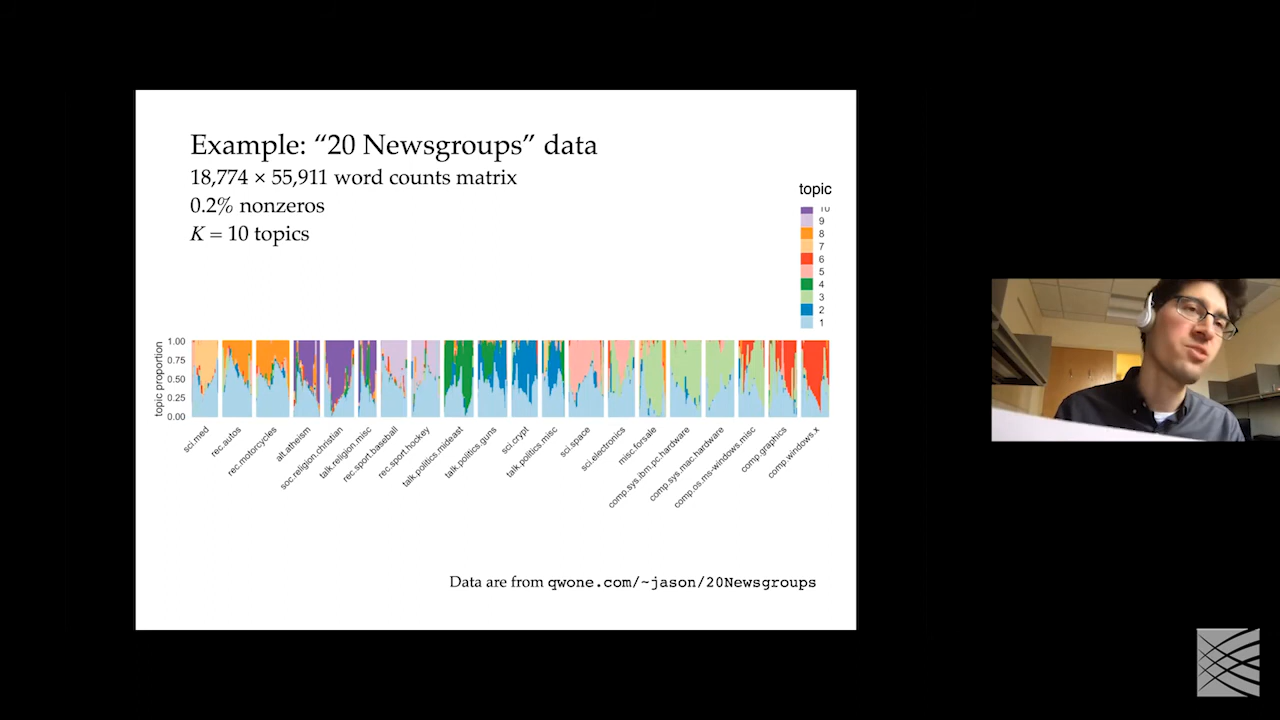 Example: “20 Newsgroups” data
18,774 × 55,911 word counts matrix
0.2% nonzeros
K = 10 topics
topic
10
9
8
7
6
5
4
3
2
1
topic proportion
1.00
0.75
0.50
0.25
0.00
sci.med
rec.autos
rec.motorcycles
alt.atheism
soc.religion.christian
talk.religion.misc
rec.sport.baseball
rec.sport.hockey
talk.politics.mideast
talk.politics.guns
sci.crypt
talk.politics.misc
sci.space
sci.electronics
misc.forsale
comp.sys.ibm.pc.hardware
comp.sys.mac.hardware
comp.os.ms-windows.misc
comp.graphics
comp.windows.x
Data are from qwone.com/~jason/20Newsgroups